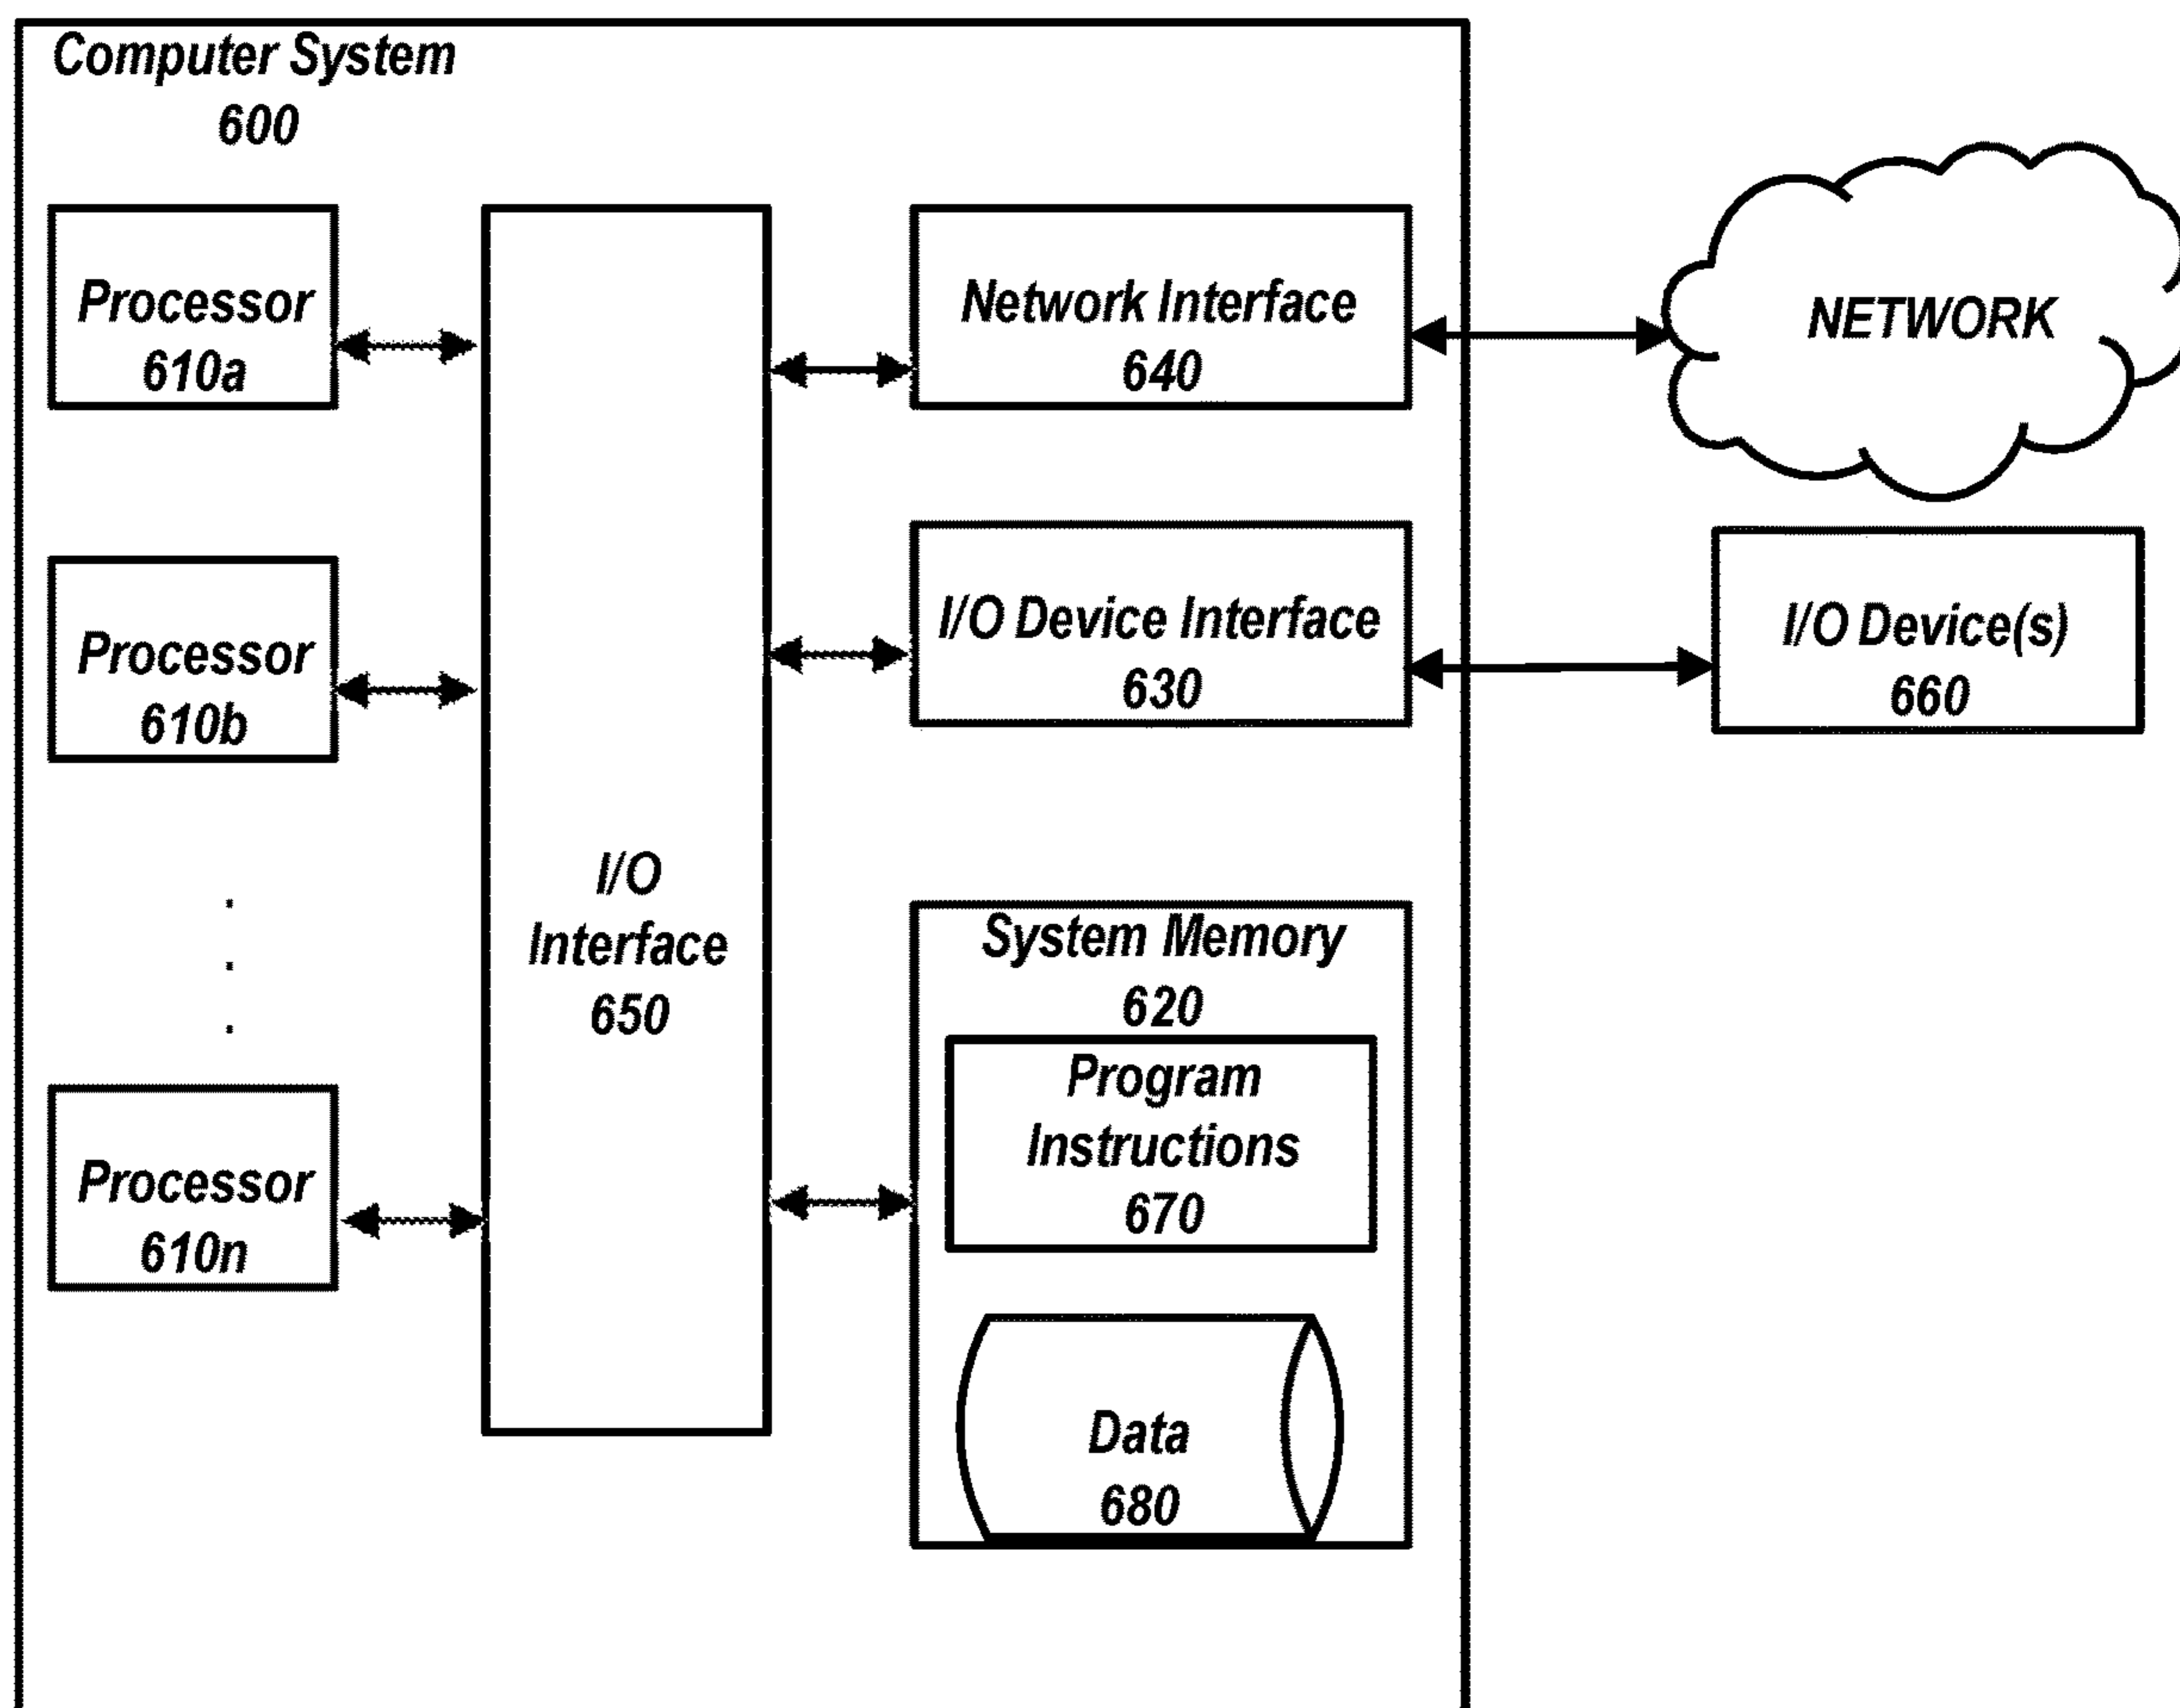 Computer System
600
Processor
610a
Processor
610b
.
.
.
Processor
610n
I/O
Interface
650
Network Interface
640
I/O Device Interface
630
System Memory
620
Program
Instructions
670
Data
680
NETWORK
I/O Device(s)
660